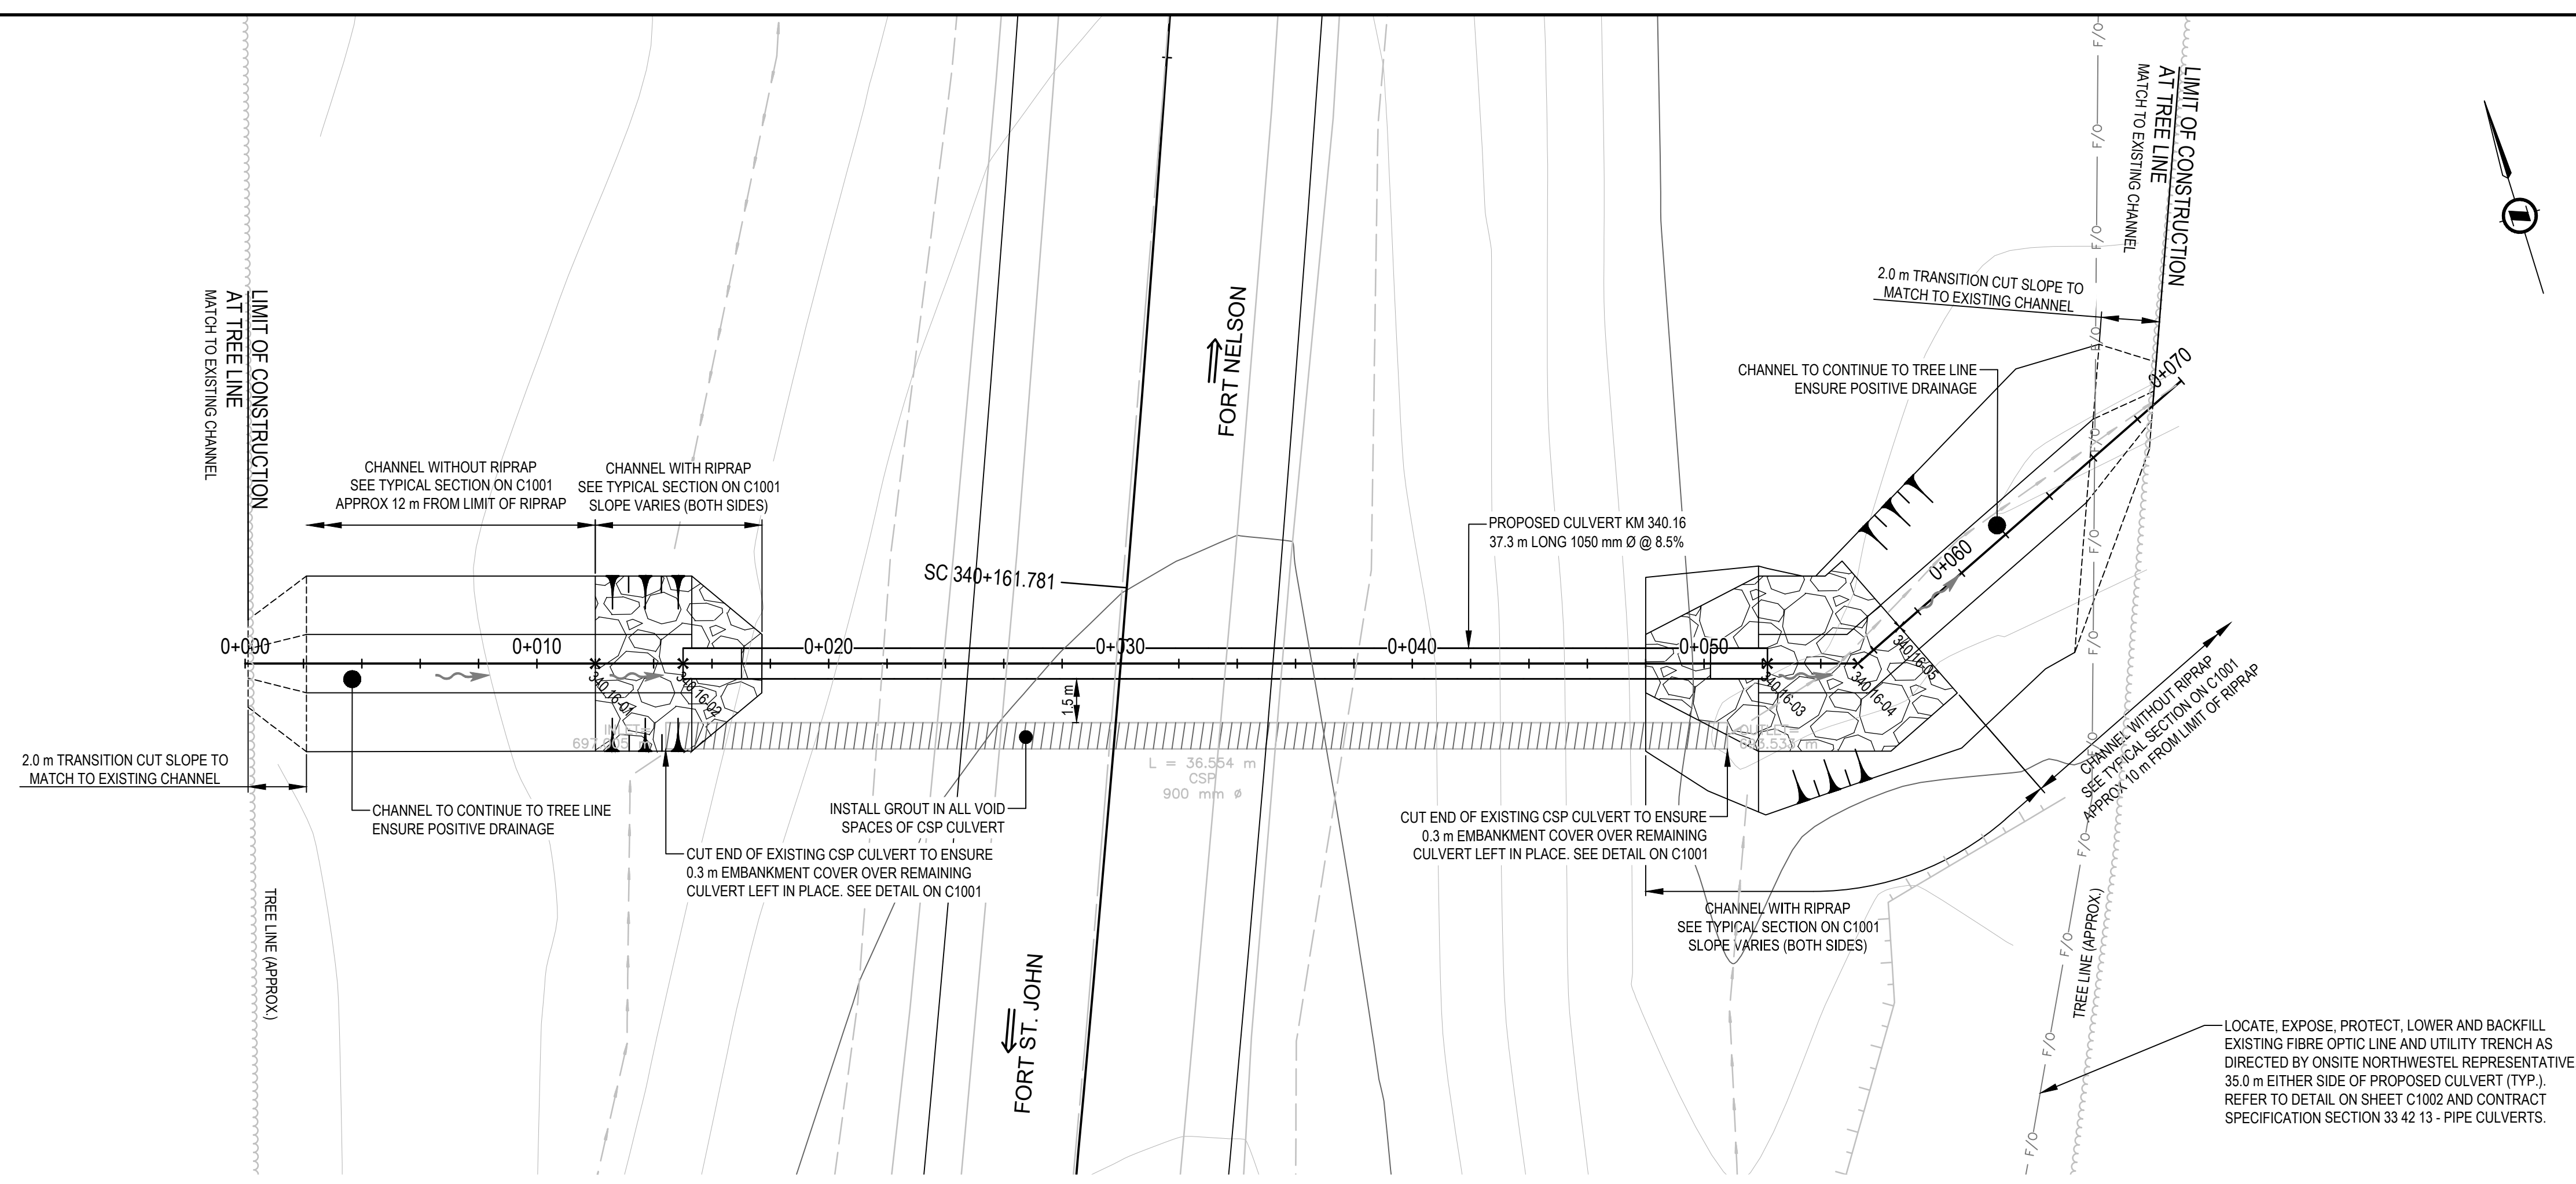 LIMIT OF CONSTRUCTION
AT TREE LINE
MATCH TO EXISTING CHANNEL
CHANNEL WITHOUT RIPRAP
SEE TYPICAL SECTION ON C1001
APPROX 12 m FROM LIMIT OF RIPRAP
CHANNEL WITH RIPRAP
SEE TYPICAL SECTION ON C1001
SLOPE VARIES (BOTH SIDES)
0+000
0+010
0+020
0+030
0+040
0+050
0+060
0+070
340.16-01
340.16-02
340.16-03
340.16-04
340.16-05
2.0 m TRANSITION CUT SLOPE TO
MATCH TO EXISTING CHANNEL
CHANNEL TO CONTINUE TO TREE LINE
ENSURE POSITIVE DRAINAGE
TREE LINE (APPROX.)
INLET=
CUT END OF EXISTING CSP CULVERT TO ENSURE
0.3 m EMBANKMENT COVER OVER REMAINING
CULVERT LEFT IN PLACE. SEE DETAIL ON C1001
INSTALL GROUT IN ALL VOID
SPACES OF CSP CULVERT
SC 340+161.781
1.5 m
L = 36.554 m
CSP
900 mm ø
FORT NELSON
FORT ST. JOHN
PROPOSED CULVERT KM 340.16
37.3 m LONG 1050 mm Ø @ 8.5%
OUTLET=
CUT END OF EXISTING CSP CULVERT TO ENSURE
0.3 m EMBANKMENT COVER OVER REMAINING
CULVERT LEFT IN PLACE. SEE DETAIL ON C1001
CHANNEL WITH RIPRAP
SEE TYPICAL SECTION ON C1001
SLOPE VARIES (BOTH SIDES)
CHANNEL TO CONTINUE TO TREE LINE
ENSURE POSITIVE DRAINAGE
2.0 m TRANSITION CUT SLOPE TO
MATCH TO EXISTING CHANNEL
LIMIT OF CONSTRUCTION
AT TREE LINE
MATCH TO EXISTING CHANNEL
F/O
F/O
F/O
F/O
F/O
F/O
F/O
F/O
F/O
F/O
F/O
F/O
F/O
CHANNEL WITHOUT RIPRAP
SEE TYPICAL SECTION ON C1001
APPROX 10 m FROM LIMIT OF RIPRAP
TREE LINE (APPROX.)
LOCATE, EXPOSE, PROTECT, LOWER AND BACKFILL
EXISTING FIBRE OPTIC LINE AND UTILITY TRENCH AS
DIRECTED BY ONSITE NORTHWESTEL REPRESENTATIVE
35.0 m EITHER SIDE OF PROPOSED CULVERT (TYP.).
REFER TO DETAIL ON SHEET C1002 AND CONTRACT
SPECIFICATION SECTION 33 42 13 - PIPE CULVERTS.